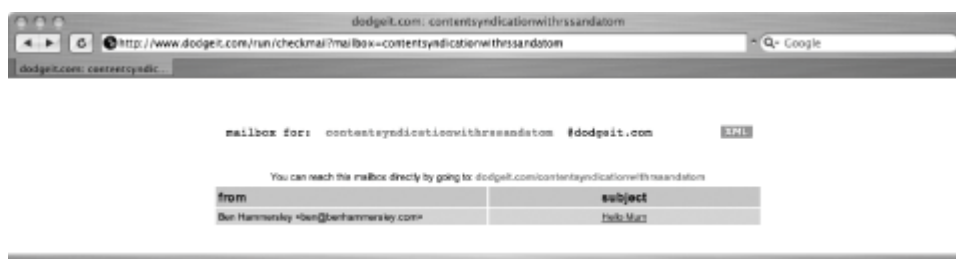 dodgeit.com: contentsyndicationwithrssandatom
http://www.dodgeit.com/run/checkmail?mailbox=contentsyndicationwithrssandatom
Q- Google
dodgeit.com: contentsyndic...
mailbox for: contentsyndicationwithrssandatom @dodgeit.com XML
You can reach this mailbox directly by going to: dodgeit.com/contentsyndicationwithrssandatom
from subject
Ben Hammersley <ben@benhammersley.com> Hello Mum